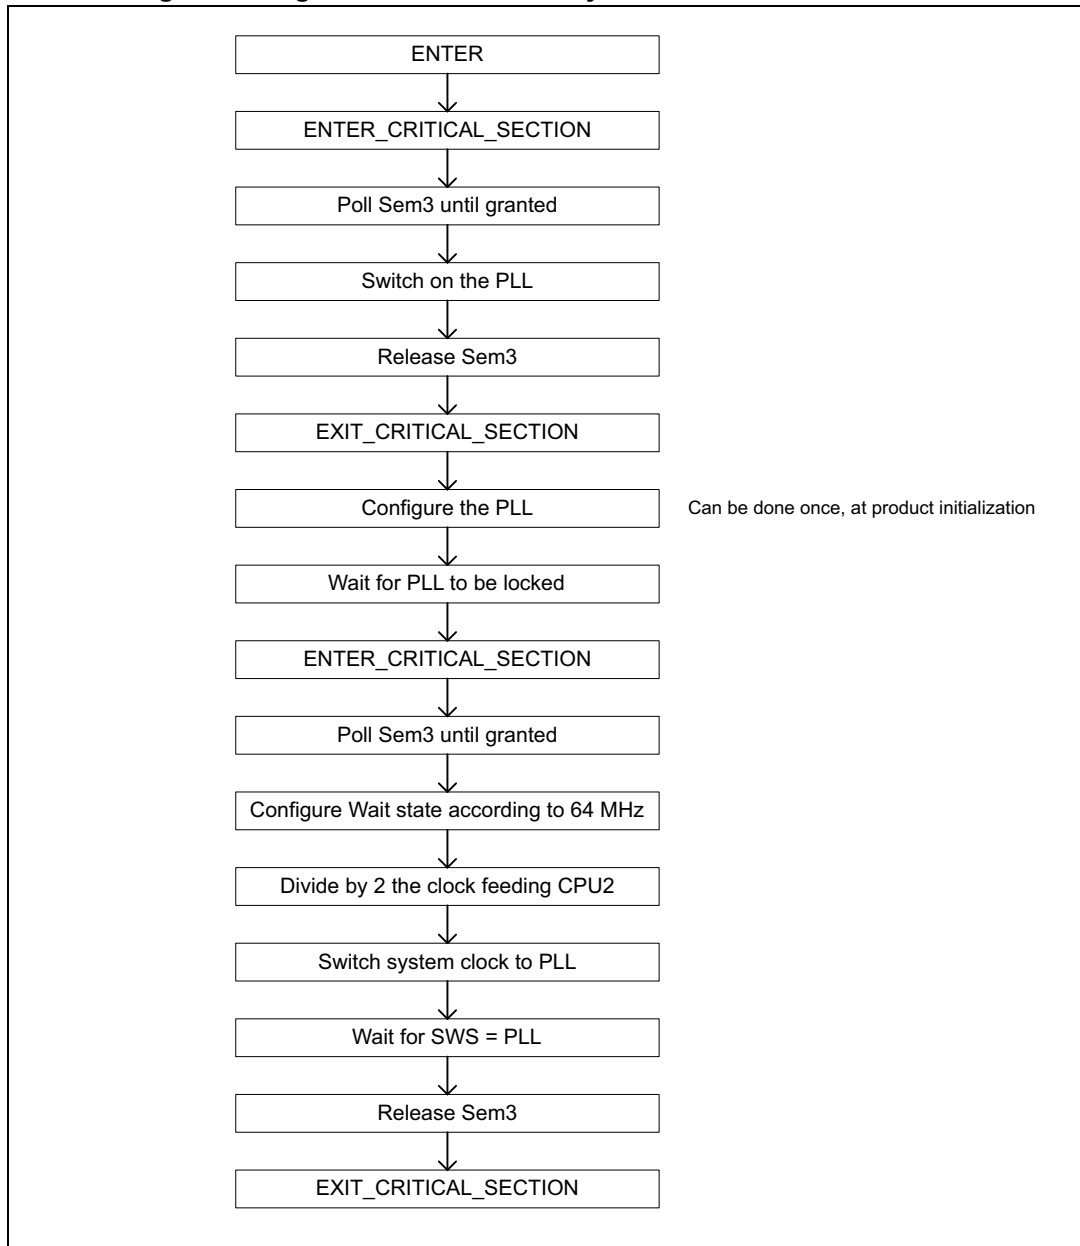 ENTER
ENTER_CRITICAL_SECTION
Poll Sem3 until granted
Switch on the PLL
Release Sem3
EXIT_CRITICAL_SECTION
Configure the PLL
Can be done once, at product initialization
Wait for PLL to be locked
ENTER_CRITICAL_SECTION
Poll Sem3 until granted
Configure Wait state according to 64 MHz
Divide by 2 the clock feeding CPU2
Switch system clock to PLL
Wait for SWS = PLL
Release Sem3
EXIT_CRITICAL_SECTION